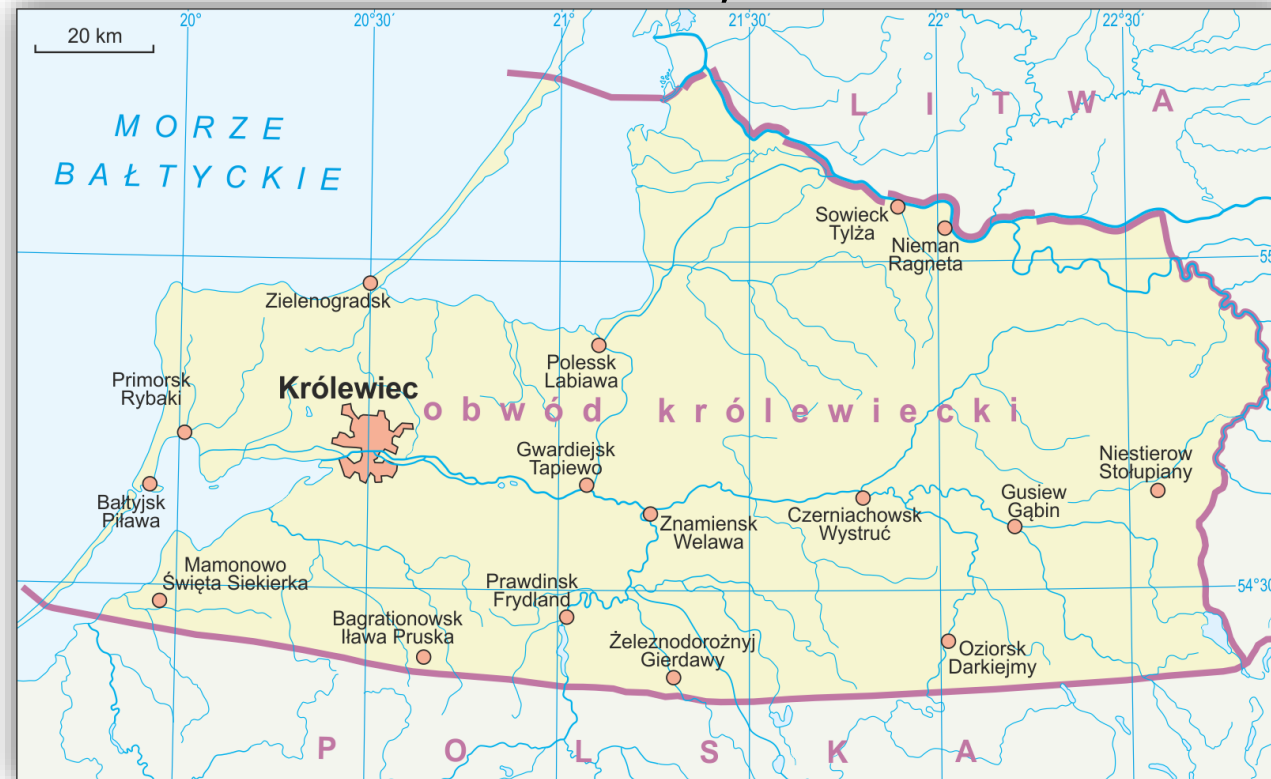 20°
20°30´
21°
21°30´
22°
22°30´
20 km
MORZE
BAŁTYCKIE
LITWA
Sowieck
Tylża
Nieman
Ragneta
55
Zielenogradsk
Polessk
Labiawa
Primorsk
Rybaki
Królewiec
obwód królewiecki
Gwardiejsk
Tapiewo
Niestierow
Stołupiany
Bałtyjsk
Piława
Znamiensk
Welawa
Czerniachowsk
Wystruć
Gusiew
Gąbin
Mamonowo
Święta Siekierka
Prawdinsk
Frydland
54°30
Bagrationowsk
Iława Pruska
Żeleznodorożnyj
Gierdawy
Oziorsk
Darkiejmy
POLSKA